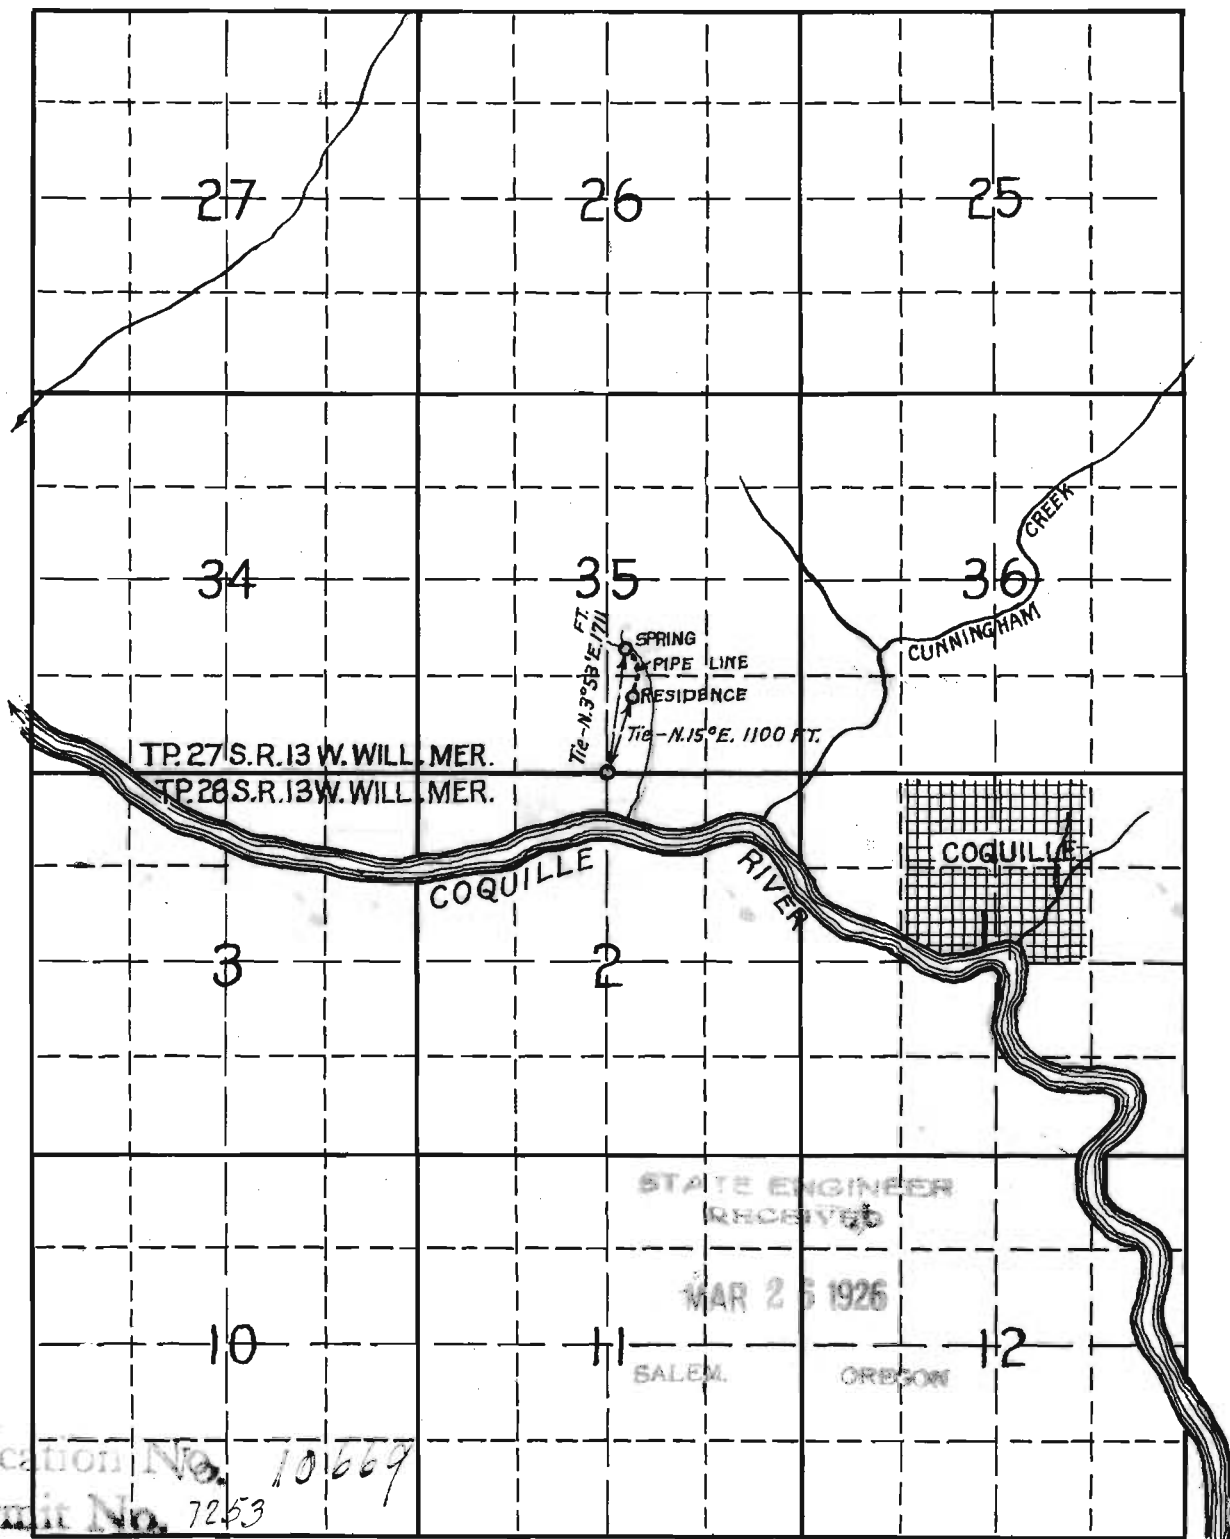 27
26
25
34
35
36
CREEK
CUNNINGHAM
SPRING
PIPE LINE
RESIDENCE
Tie-N.3°53'E.1711 FT.
Tie-N.15°E. 1100 FT.
TP.27 S.R.13 W. WILL. MER.
TP.28 S.R.13 W. WILL. MER.
COQUILLE
RIVER
COQUILLE
3
2
STATE ENGINEER
RECEIVED
MAR 26 1926
SALEM. OREGON
10
11
12
cation No. 10669
mit No. 7253